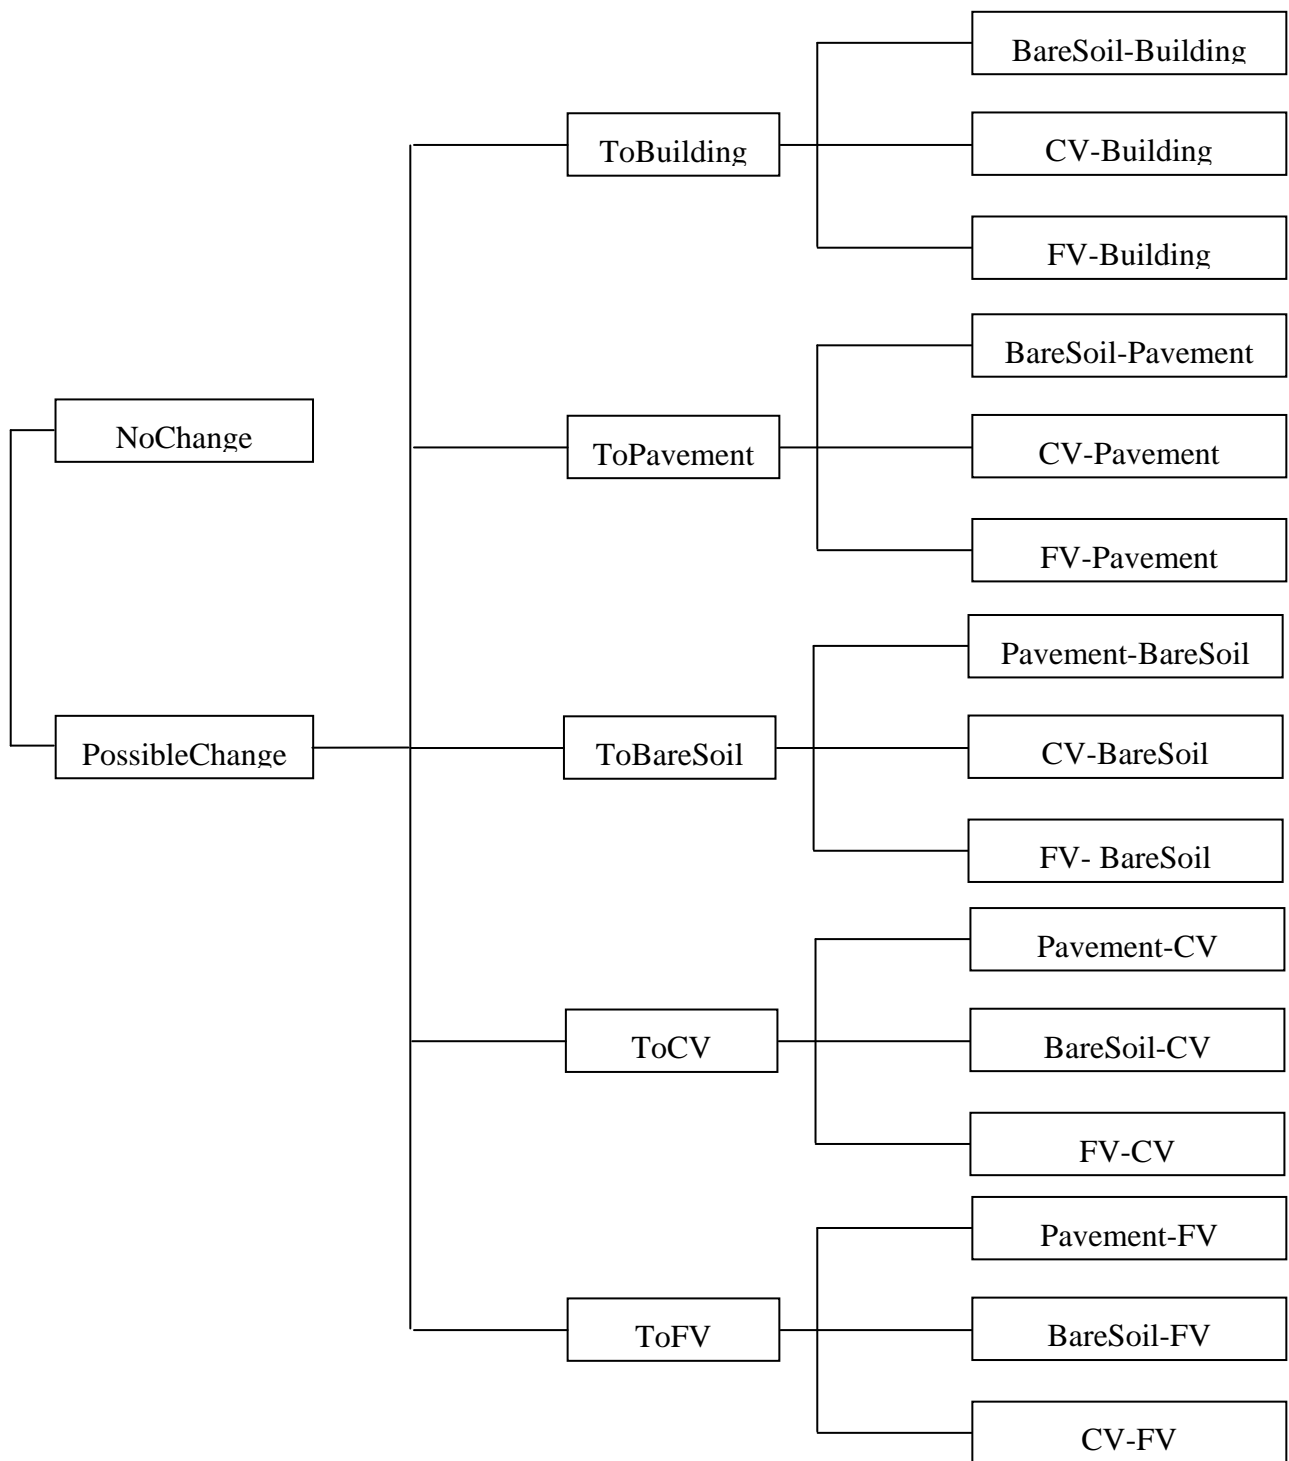 BareSoil-Building
ToBuilding
CV-Building
FV-Building
BareSoil-Pavement
NoChange
ToPavement
CV-Pavement
FV-Pavement
Pavement-BareSoil
PossibleChange
ToBareSoil
CV-BareSoil
FV- BareSoil
Pavement-CV
ToCV
BareSoil-CV
FV-CV
Pavement-FV
ToFV
BareSoil-FV
CV-FV